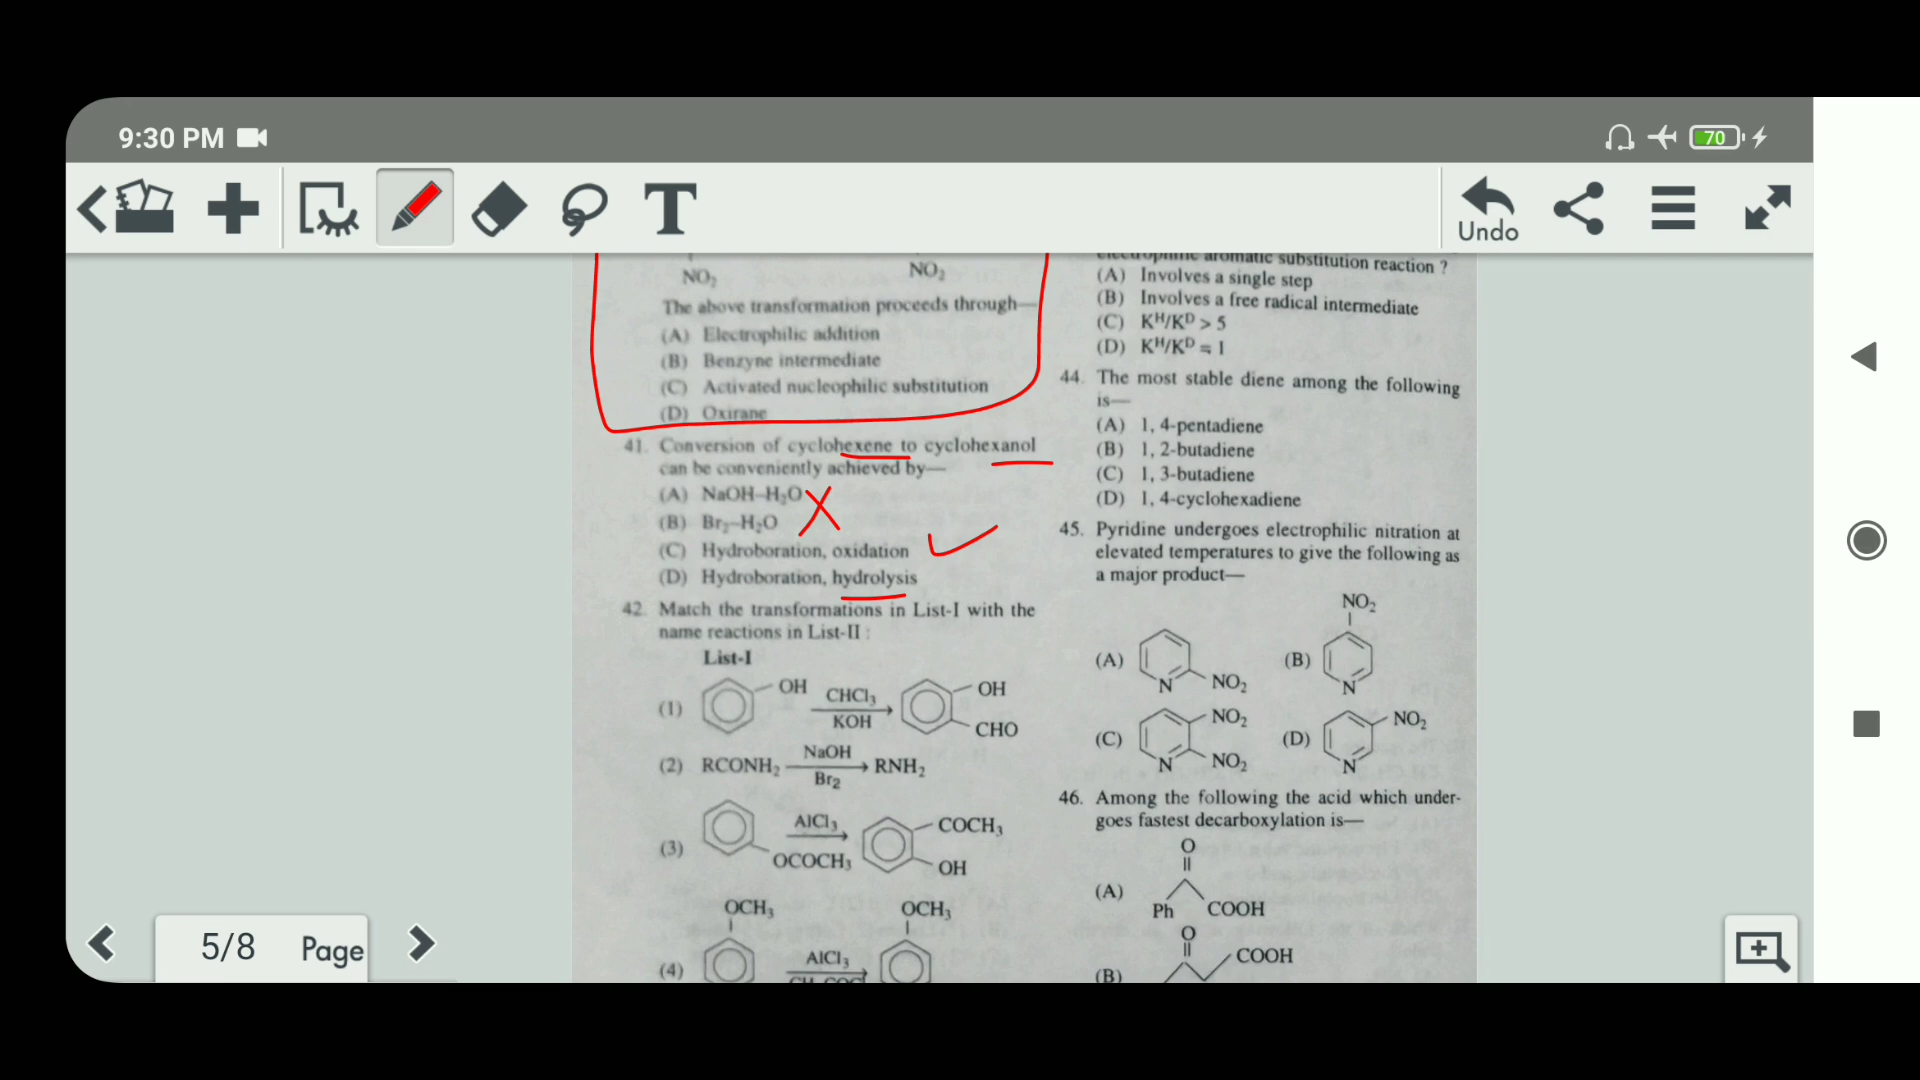 9:30 PM
70
T
Undo
NO₂ NO₂
The above transformation proceeds through—
(A) Electrophilic addition
(B) Benzyne intermediate
(C) Activated nucleophilic substitution
(D) Oxirane
41. Conversion of cyclohexene to cyclohexanol
can be conveniently achieved by—
(A) NaOH–H₂O
(B) Br₂–H₂O
(C) Hydroboration, oxidation
(D) Hydroboration, hydrolysis
42. Match the transformations in List-I with the
name reactions in List-II :
List-I
(1) OH CHCl₃ KOH OH CHO
(2) RCONH₂ NaOH Br₂ RNH₂
(3) OCOCH₃ AlCl₃ COCH₃ OH
(4) OCH₃ AlCl₃ OCH₃
electrophilic aromatic substitution reaction ?
(A) Involves a single step
(B) Involves a free radical intermediate
(C) Kᴴ/Kᴰ > 5
(D) Kᴴ/Kᴰ = 1
44. The most stable diene among the following
is—
(A) 1, 4-pentadiene
(B) 1, 2-butadiene
(C) 1, 3-butadiene
(D) 1, 4-cyclohexadiene
45. Pyridine undergoes electrophilic nitration at
elevated temperatures to give the following as
a major product—
(A) N NO₂ (B) NO₂ N
(C) N NO₂ NO₂ (D) N NO₂
46. Among the following the acid which under-
goes fastest decarboxylation is—
(A) O Ph COOH
(B) O COOH
5/8 Page